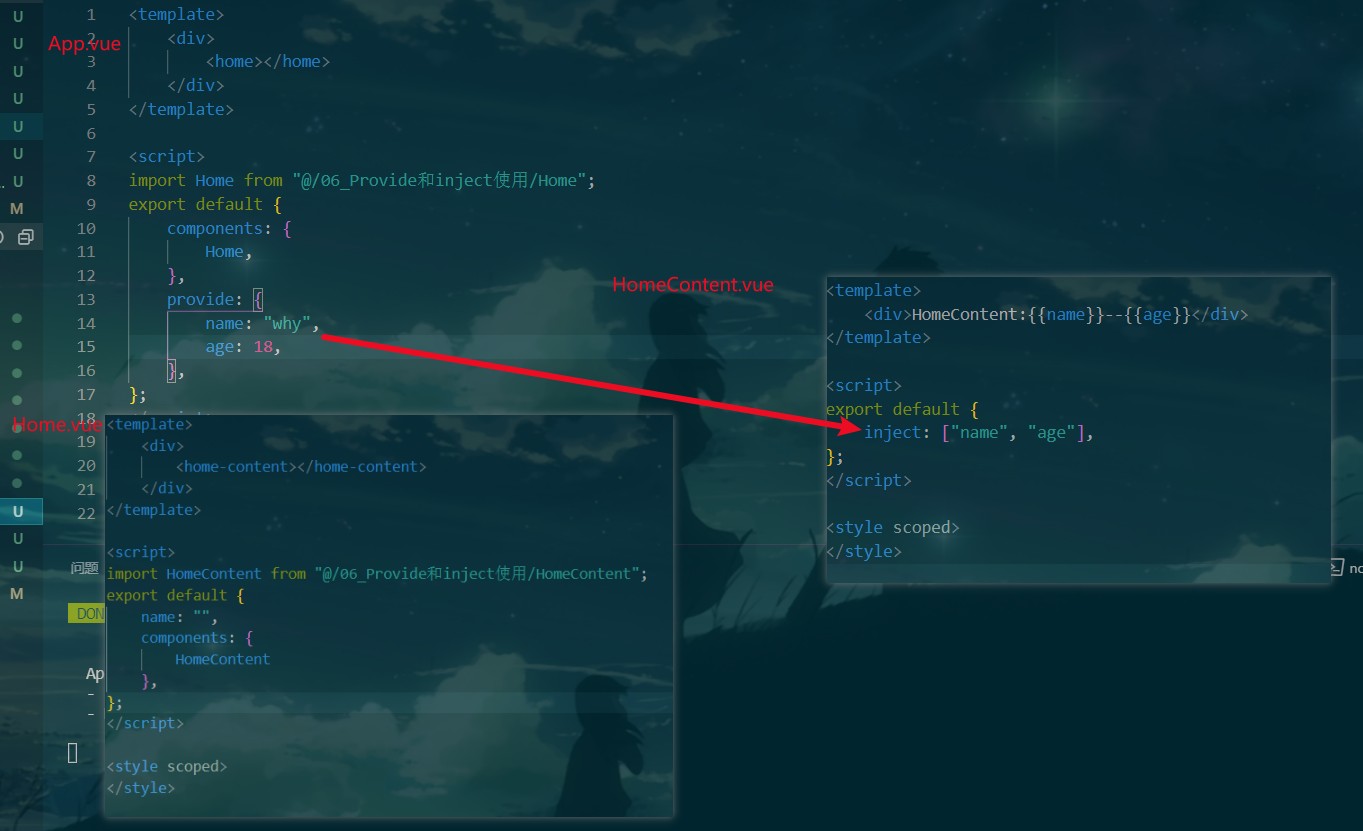 App.vue
1 <template>
2 <div>
3 <home></home>
4 </div>
5 </template>
6
7 <script>
8 import Home from "@/06_Provide和inject使用/Home";
9 export default {
10 components: {
11 Home,
12 },
13 provide: {
14 name: "why",
15 age: 18,
16 },
17 };
18
19
20
21
22
Home.vue
<template>
<div>
<home-content></home-content>
</div>
</template>
<script>
import HomeContent from "@/06_Provide和inject使用/HomeContent";
export default {
name: "",
components: {
HomeContent
},
};
</script>
<style scoped>
</style>
HomeContent.vue
<template>
<div>HomeContent:{{name}}--{{age}}</div>
</template>
<script>
export default {
inject: ["name", "age"],
};
</script>
<style scoped>
</style>
U
U
U
U
U
U
U
M
U
U
U
M
问题
DON
Ap
-
-
no